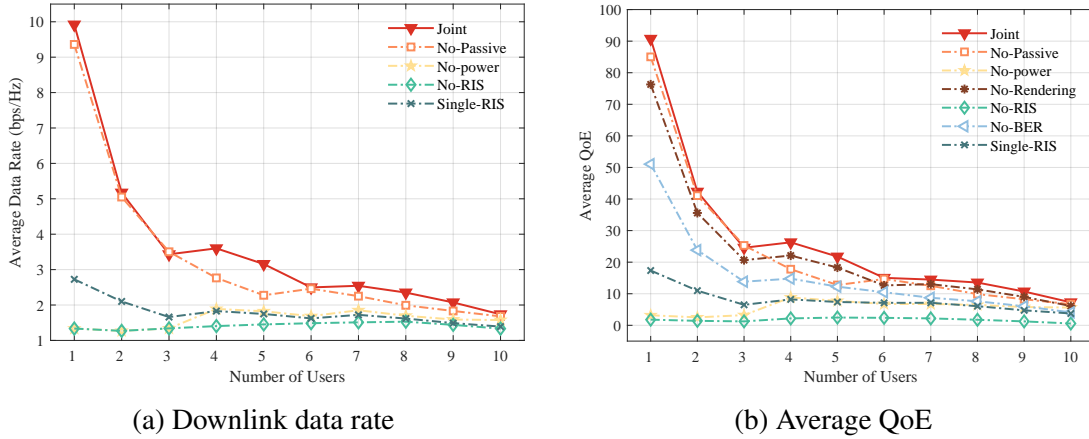 10
9
8
7
6
5
4
3
2
1
Average Data Rate (bps/Hz)
1 2 3 4 5 6 7 8 9 10
Number of Users
Joint
No-Passive
No-power
No-RIS
Single-RIS
(a) Downlink data rate
100
90
80
70
60
50
40
30
20
10
0
Average QoE
1 2 3 4 5 6 7 8 9 10
Number of Users
Joint
No-Passive
No-power
No-Rendering
No-RIS
No-BER
Single-RIS
(b) Average QoE